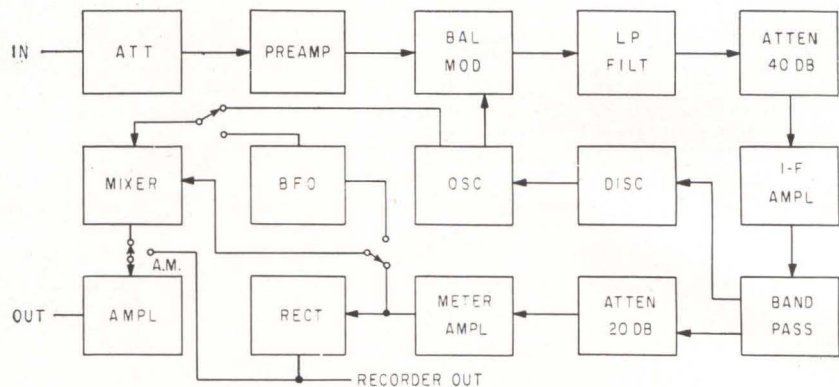 IN
ATT
PREAMP
BAL
MOD
LP
FILT
ATTEN
40 DB
MIXER
BFO
OSC
DISC
I-F
AMPL
A.M.
OUT
AMPL
RECT
METER
AMPL
ATTEN
20 DB
BAND
PASS
RECORDER OUT